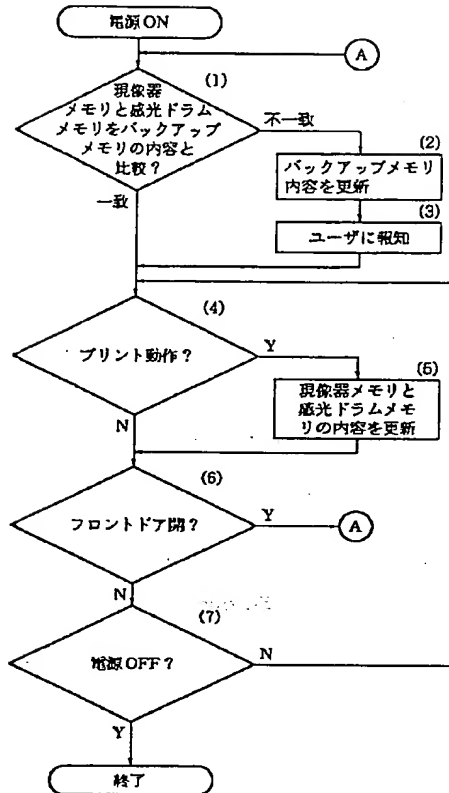 電源ON
A
(1)
現像器
メモリと感光ドラム
メモリをバックアップ
メモリの内容と
比較？
不一致
(2)
バックアップメモリ
内容を更新
(3)
ユーザに報知
一致
(4)
プリント動作？
Y
(5)
現像器メモリと
感光ドラムメモ
リの内容を更新
N
(6)
フロントドア開？
Y
A
N
(7)
電源OFF？
N
Y
終了